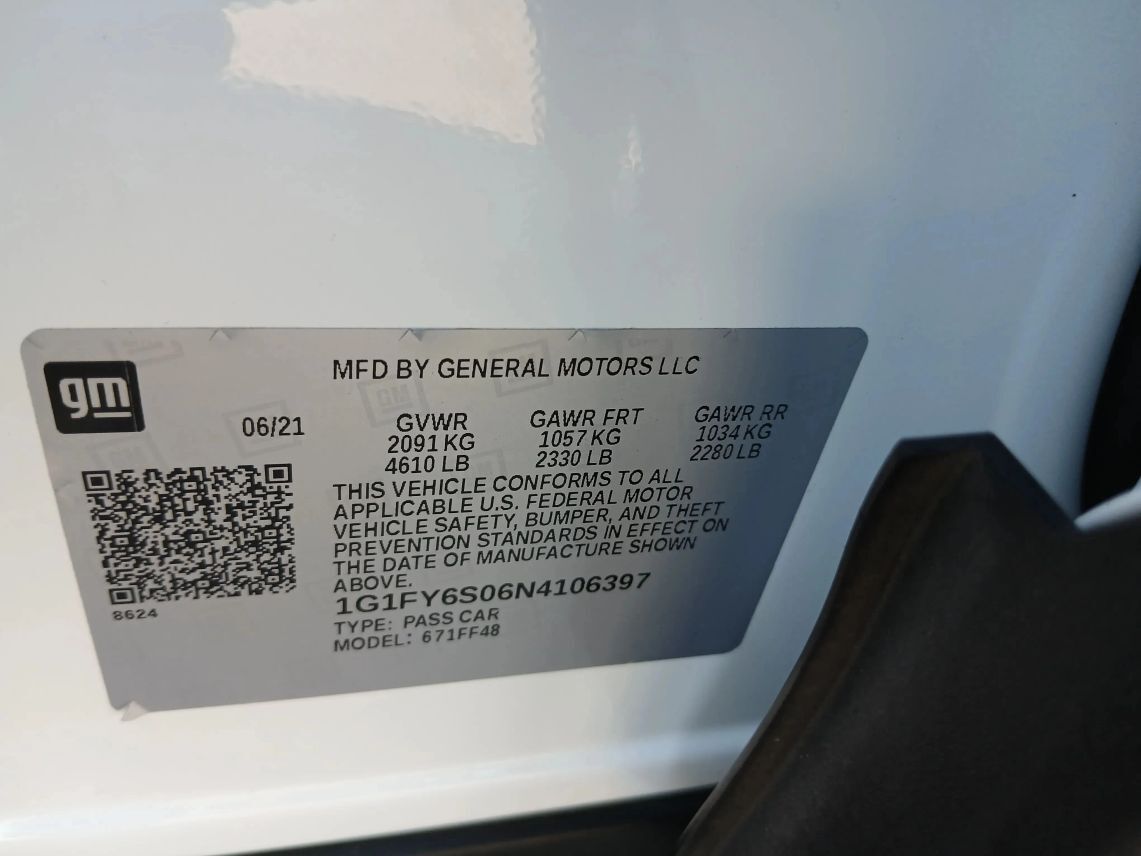 gm
MFD BY GENERAL MOTORS LLC
06/21
GVWR GAWR FRT GAWR RR
2091 KG 1057 KG 1034 KG
4610 LB 2330 LB 2280 LB
THIS VEHICLE CONFORMS TO ALL
APPLICABLE U.S. FEDERAL MOTOR
VEHICLE SAFETY, BUMPER, AND THEFT
PREVENTION STANDARDS IN EFFECT ON
THE DATE OF MANUFACTURE SHOWN
ABOVE.
1G1FY6S06N4106397
8624
TYPE: PASS CAR
MODEL: 671FF48